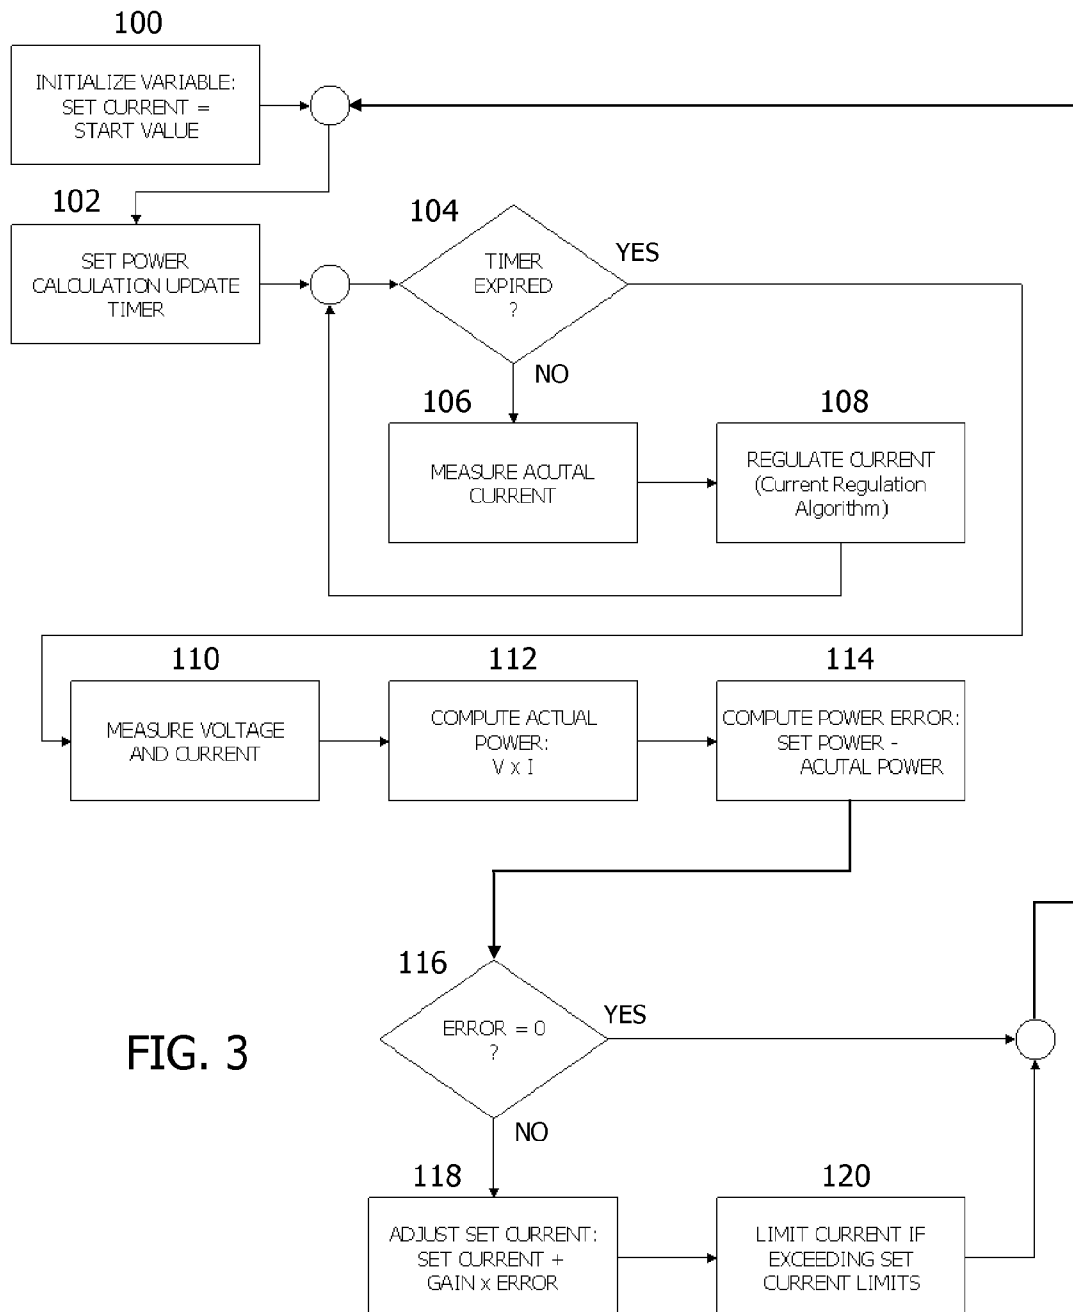 100
INITIALIZE VARIABLE:
SET CURRENT =
START VALUE
102
SET POWER
CALCULATION UPDATE
TIMER
104
TIMER
EXPIRED
?
YES
NO
106
MEASURE ACUTAL
CURRENT
108
REGULATE CURRENT
(Current Regulation
Algorithm)
110
MEASURE VOLTAGE
AND CURRENT
112
COMPUTE ACTUAL
POWER:
V x I
114
COMPUTE POWER ERROR:
SET POWER -
ACUTAL POWER
116
ERROR = 0
?
YES
NO
FIG. 3
118
ADJUST SET CURRENT:
SET CURRENT +
GAIN x ERROR
120
LIMIT CURRENT IF
EXCEEDING SET
CURRENT LIMITS